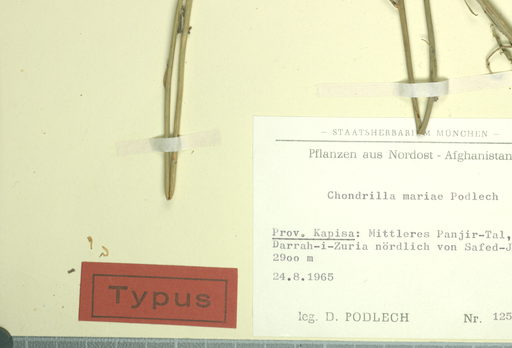 — STAATSHERBARIUM MÜNCHEN —
Pflanzen aus Nordost - Afghanistan
Chondrilla mariae Podlech
Prov. Kapisa: Mittleres Panjir-Tal,
Darrah-i-Zuria nördlich von Safed-J
29oo m
24.8.1965
leg. D. PODLECH Nr. 125
Typus